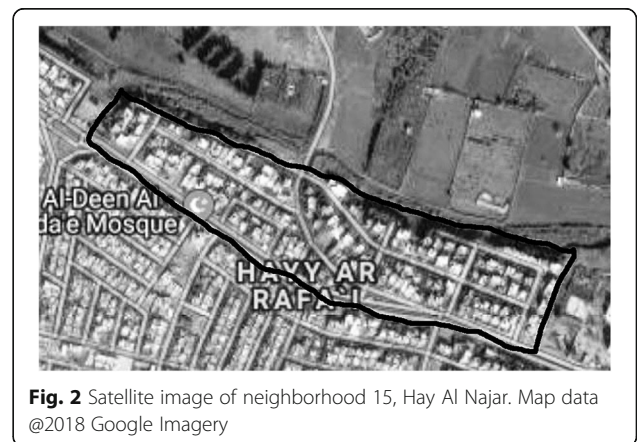 Al-Deen Al
da'e Mosque
HAYY AR
RAFA'I
Fig. 2 Satellite image of neighborhood 15, Hay Al Najar. Map data
@2018 Google Imagery